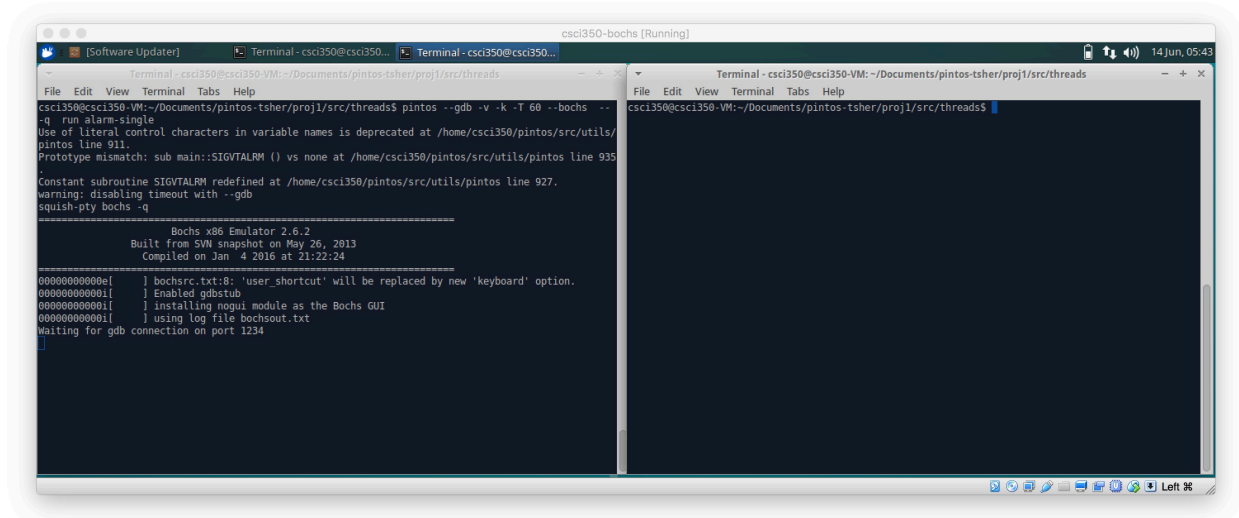 csci350-bochs [Running]
[Software Updater] Terminal - csci350@csci350... Terminal - csci350@csci350... 14 Jun, 05:43
Terminal - csci350@csci350-VM: ~/Documents/pintos-tsher/proj1/src/threads
File Edit View Terminal Tabs Help
csci350@csci350-VM:~/Documents/pintos-tsher/proj1/src/threads$ pintos --gdb -v -k -T 60 --bochs --
-q run alarm-single
Use of literal control characters in variable names is deprecated at /home/csci350/pintos/src/utils/
pintos line 911.
Prototype mismatch: sub main::SIGVTALRM () vs none at /home/csci350/pintos/src/utils/pintos line 935
.
Constant subroutine SIGVTALRM redefined at /home/csci350/pintos/src/utils/pintos line 927.
warning: disabling timeout with --gdb
squish-pty bochs -q
========================================================================
Bochs x86 Emulator 2.6.2
Built from SVN snapshot on May 26, 2013
Compiled on Jan 4 2016 at 21:22:24
========================================================================
00000000000e[ ] bochsrc.txt:8: 'user_shortcut' will be replaced by new 'keyboard' option.
00000000000i[ ] Enabled gdbstub
00000000000i[ ] installing nogui module as the Bochs GUI
00000000000i[ ] using log file bochsout.txt
Waiting for gdb connection on port 1234
Terminal - csci350@csci350-VM: ~/Documents/pintos-tsher/proj1/src/threads
File Edit View Terminal Tabs Help
csci350@csci350-VM:~/Documents/pintos-tsher/proj1/src/threads$
Left ⌘